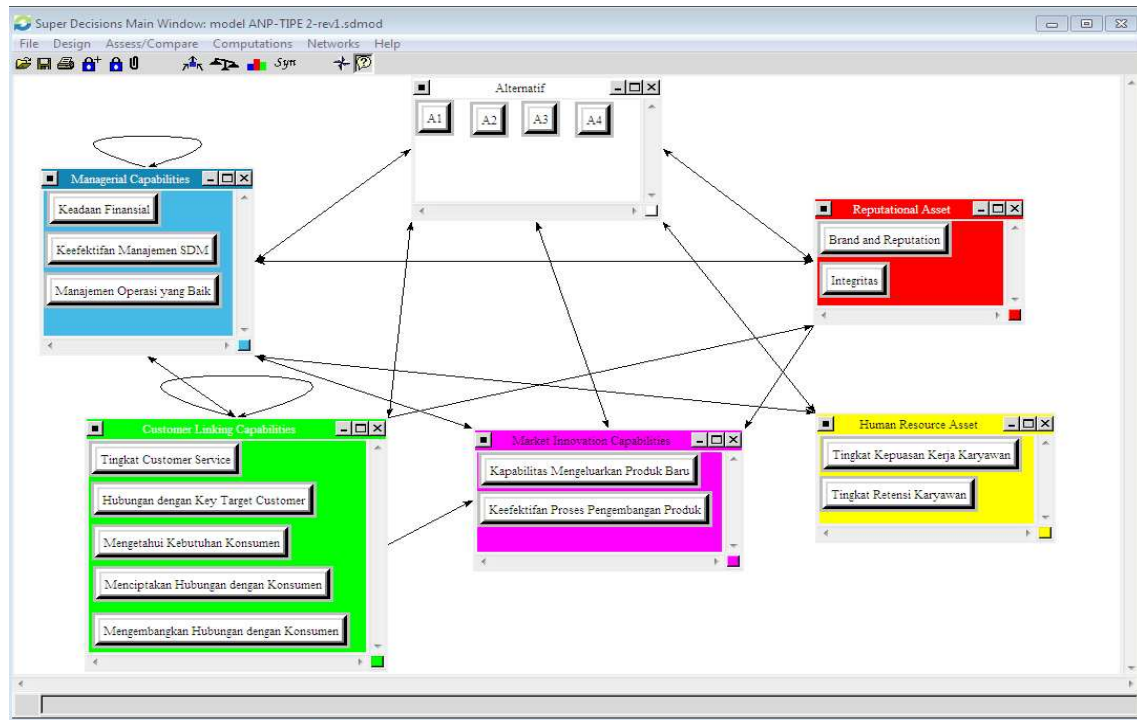 Super Decisions Main Window: model ANP-TIPE 2-rev1.sdmod
File Design Assess/Compare Computations Networks Help
Syn
Alternatif
A1 A2 A3 A4
Managerial Capabilities
Keadaan Finansial
Keefektifan Manajemen SDM
Manajemen Operasi yang Baik
Reputational Asset
Brand and Reputation
Integritas
Customer Linking Capabilities
Tingkat Customer Service
Hubungan dengan Key Target Customer
Mengetahui Kebutuhan Konsumen
Menciptakan Hubungan dengan Konsumen
Mengembangkan Hubungan dengan Konsumen
Market Innovation Capabilities
Kapabilitas Mengeluarkan Produk Baru
Keefektifan Proses Pengembangan Produk
Human Resource Asset
Tingkat Kepuasan Kerja Karyawan
Tingkat Retensi Karyawan